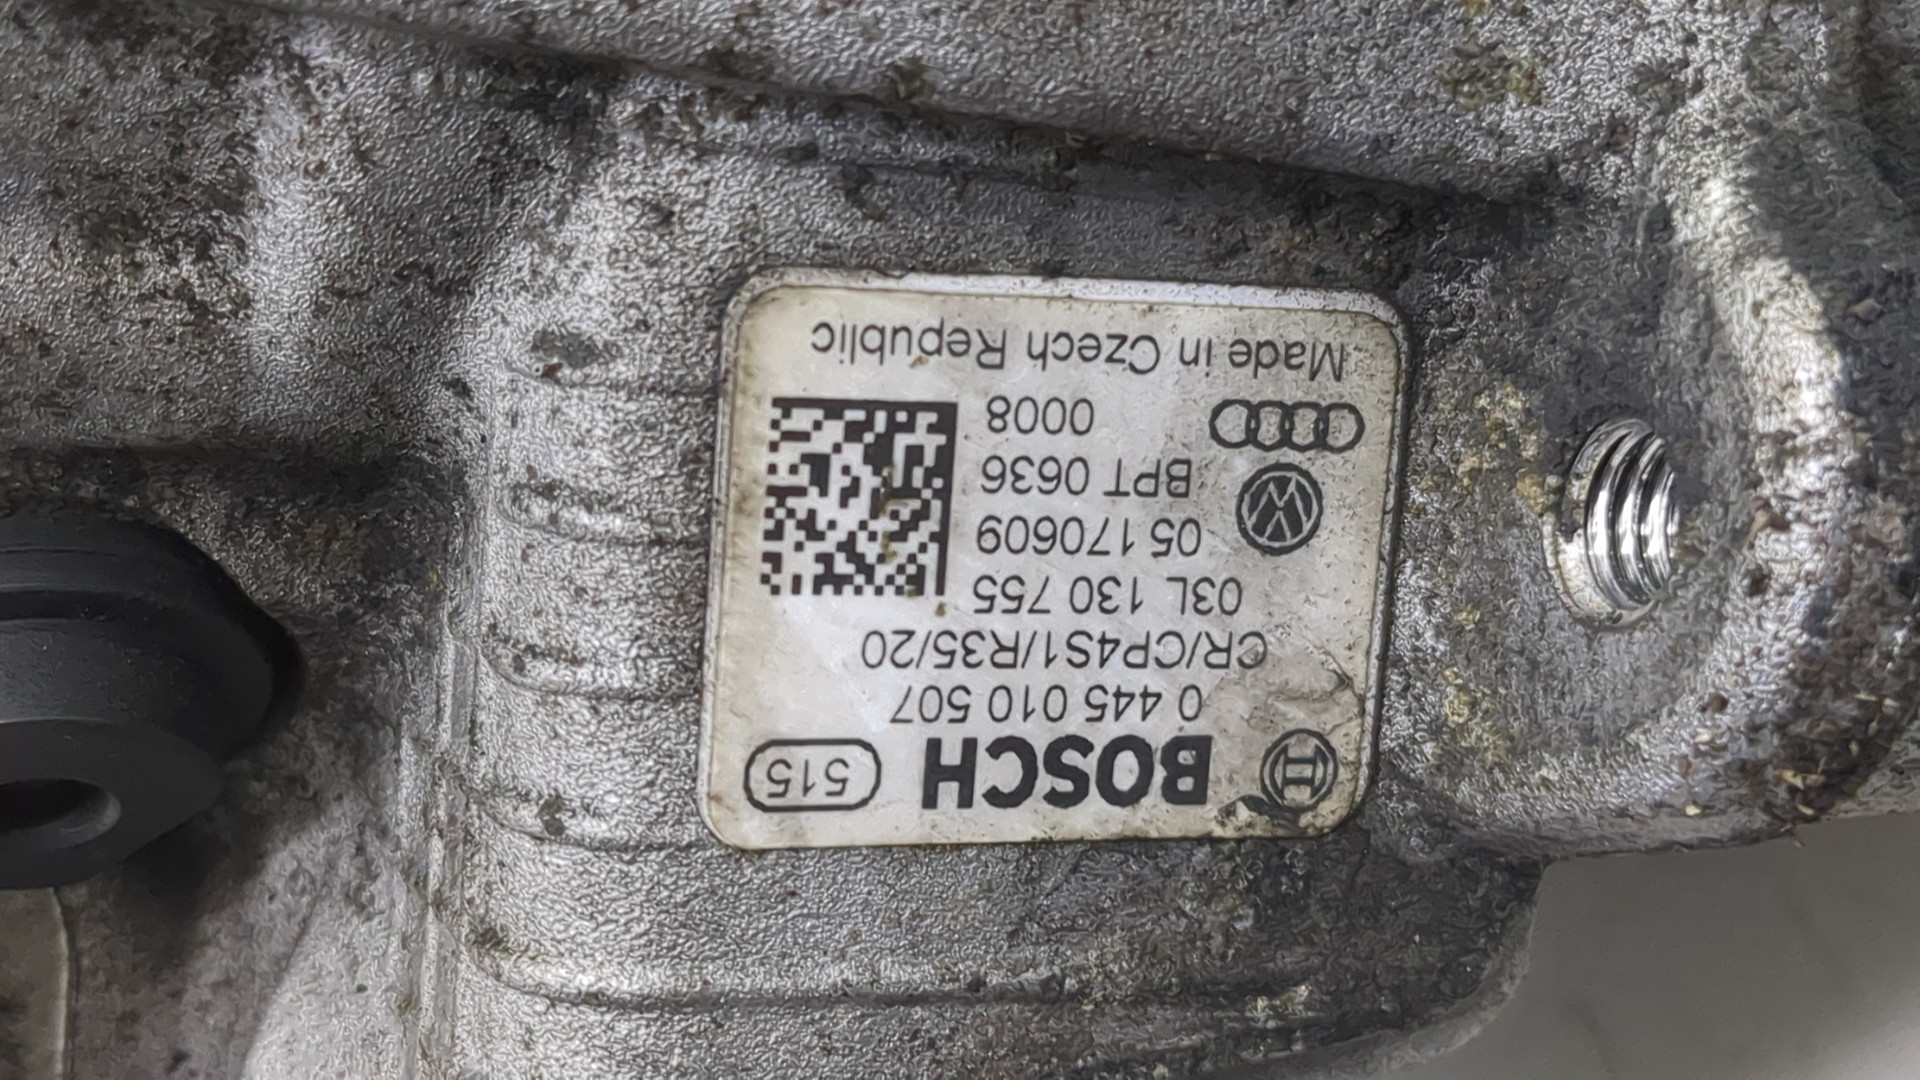 BOSCH 515
0 445 010 507
CR/CP4S1/R35/20
03L 130 755
05 170609
BPT 0636
0008
Made in Czech Republic